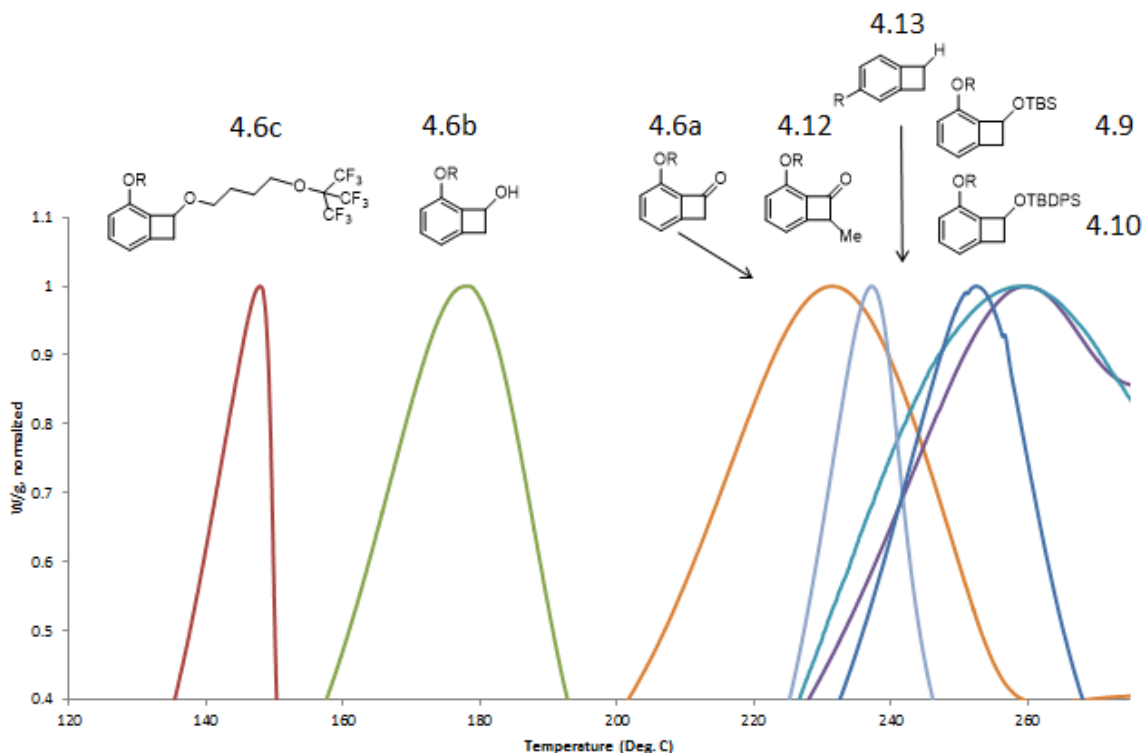 4.13
H
R
OR
OTBS
4.9
4.6c
4.6b
4.6a
4.12
OR
O
O
CF3
CF3
CF3
OR
OH
OR
O
OR
O
Me
OR
OTBDPS
4.10
1.1
1
0.9
0.8
0.7
0.6
0.5
0.4
W/g, normalized
120
140
160
180
200
220
240
260
Temperature (Deg. C)